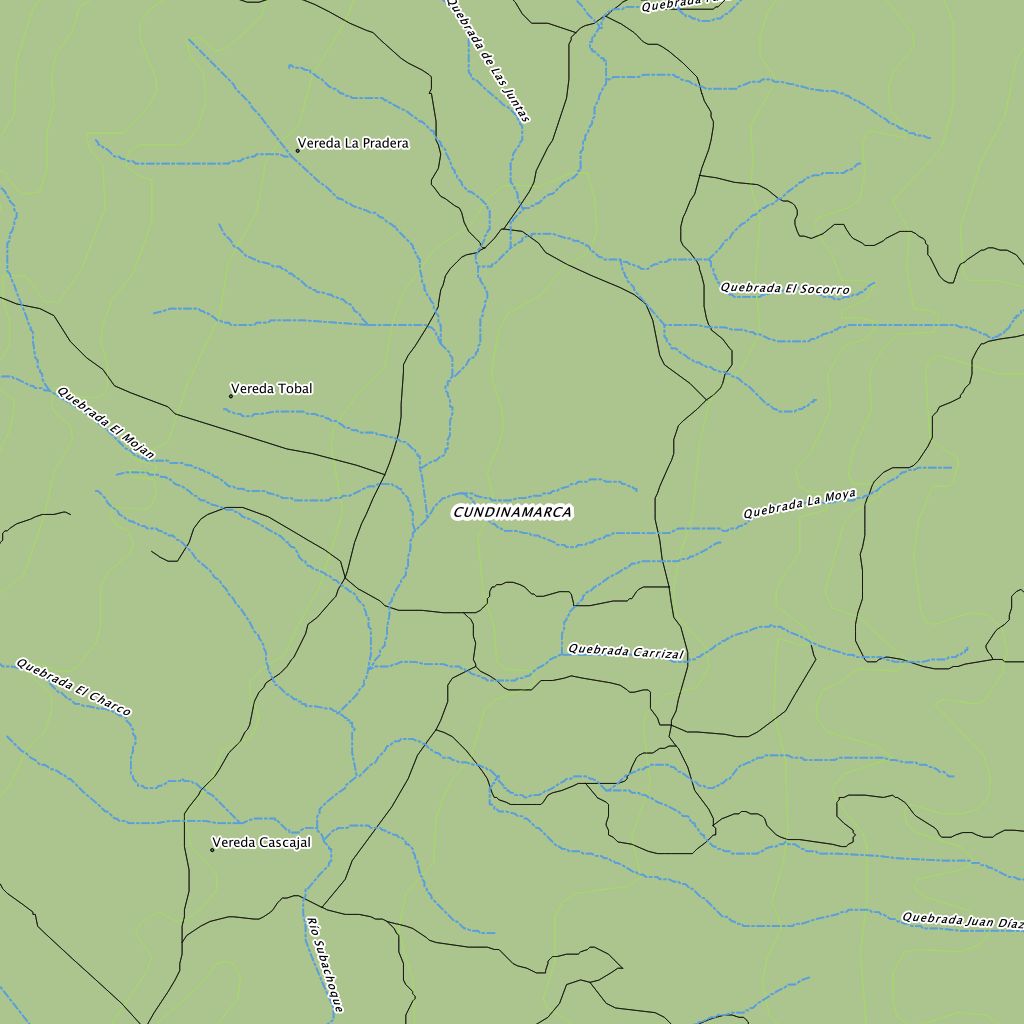 Quebrada
Quebrada de Las Juntas
Vereda La Pradera
Quebrada El Socorro
Vereda Tobal
Quebrada El Mojan
Quebrada La Moya
CUNDINAMARCA
Quebrada Carrizal
Quebrada El Charco
Vereda Cascajal
Quebrada Juan Díaz
Río Subachoque